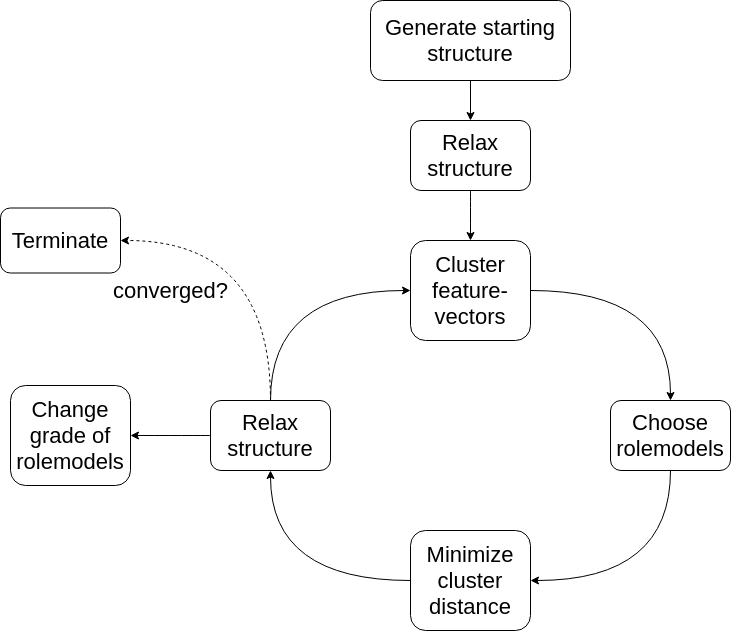 Generate starting
structure
Relax
structure
Terminate
Cluster
feature-
vectors
converged?
Change
grade of
rolemodels
Relax
structure
Choose
rolemodels
Minimize
cluster
distance